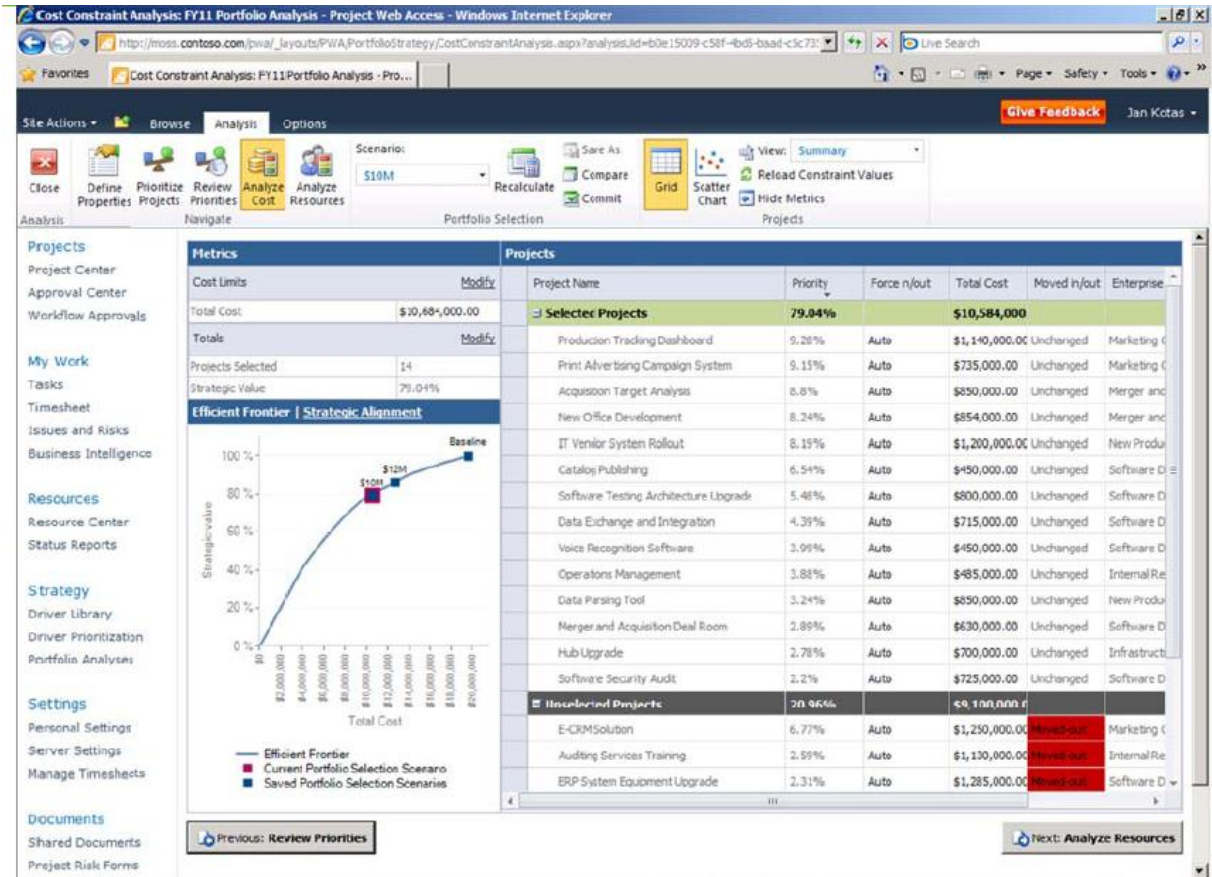 Cost Constraint Analysis: FY11 Portfolio Analysis - Project Web Access - Windows Internet Explorer
http://moss.contoso.com/pwa/_layouts/PWA/PortfolioStrategy/CostConstraintAnalysis.aspx?analysisUid=b0e15009-c58f-4bd5-baad-c5c735
Live Search
Favorites
Cost Constraint Analysis: FY11 Portfolio Analysis - Pro...
Page Safety Tools
Give Feedback
Jan Kotas
Site Actions Browse Analysis Options
Close
Define Properties
Prioritize Projects
Review Priorities
Analyze Cost
Analyze Resources
Scenario:
$10M
Recalculate
Save As
Compare
Commit
Grid
Scatter Chart
View: Summary
Reload Constraint Values
Hide Metrics
Analysis Navigate Portfolio Selection Projects
Projects
Project Center
Approval Center
Workflow Approvals
My Work
Tasks
Timesheet
Issues and Risks
Business Intelligence
Resources
Resource Center
Status Reports
Strategy
Driver Library
Driver Prioritization
Portfolio Analyses
Settings
Personal Settings
Server Settings
Manage Timesheets
Documents
Shared Documents
Project Risk Forms
Metrics
Cost Limits Modify
Total Cost $10,684,000.00
Totals Modify
Projects Selected 14
Strategic Value 79.04%
Efficient Frontier | Strategic Alignment
Baseline
$12M
$10M
100 %
80 %
60 %
40 %
20 %
0 %
Strategic value
$0 $2,000,000 $4,000,000 $6,000,000 $8,000,000 $10,000,000 $12,000,000 $14,000,000 $16,000,000 $18,000,000 $20,000,000
Total Cost
Efficient Frontier
Current Portfolio Selection Scenario
Saved Portfolio Selection Scenarios
Projects
Project Name Priority Force n/out Total Cost Moved in/out Enterprise
Selected Projects 79.04% $10,584,000
Production Tracking Dashboard 9.28% Auto $1,140,000.00 Unchanged Marketing
Print Advertising Campaign System 9.15% Auto $735,000.00 Unchanged Marketing
Acquisition Target Analysis 8.8% Auto $850,000.00 Unchanged Merger and
New Office Development 8.24% Auto $854,000.00 Unchanged Merger and
IT Vendor System Rollout 8.19% Auto $1,200,000.00 Unchanged New Produ
Catalog Publishing 6.54% Auto $450,000.00 Unchanged Software D
Software Testing Architecture Upgrade 5.48% Auto $800,000.00 Unchanged Software D
Data Exchange and Integration 4.39% Auto $715,000.00 Unchanged Software D
Voice Recognition Software 3.99% Auto $450,000.00 Unchanged Software D
Operations Management 3.88% Auto $485,000.00 Unchanged Internal Re
Data Parsing Tool 3.24% Auto $850,000.00 Unchanged New Produ
Merger and Acquisition Deal Room 2.89% Auto $630,000.00 Unchanged Software D
Hub Upgrade 2.78% Auto $700,000.00 Unchanged Infrastruct
Software Security Audit 2.2% Auto $725,000.00 Unchanged Software D
Unselected Projects 20.96% $9,100,000
E-CRM Solution 6.77% Auto $1,250,000.00 Moved-out Marketing
Auditing Services Training 2.59% Auto Moved-out Internal Re
ERP System Equipment Upgrade 2.31% Auto $1,285,000.00 Moved-out Software D
Previous: Review Priorities
Next: Analyze Resources